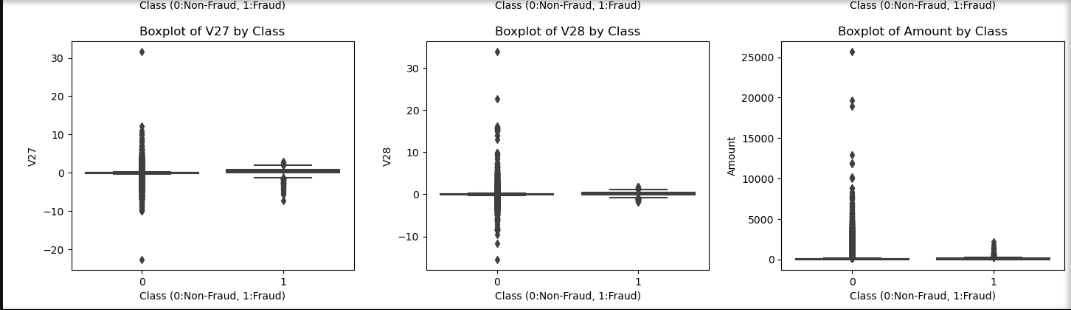 Class (0:Non-Fraud, 1:Fraud)
Class (0:Non-Fraud, 1:Fraud)
Class (0:Non-Fraud, 1:Fraud)
Boxplot of V27 by Class
V27
30
20
10
0
−10
−20
0
1
Class (0:Non-Fraud, 1:Fraud)
Boxplot of V28 by Class
V28
30
20
10
0
−10
0
1
Class (0:Non-Fraud, 1:Fraud)
Boxplot of Amount by Class
Amount
25000
20000
15000
10000
5000
0
0
1
Class (0:Non-Fraud, 1:Fraud)